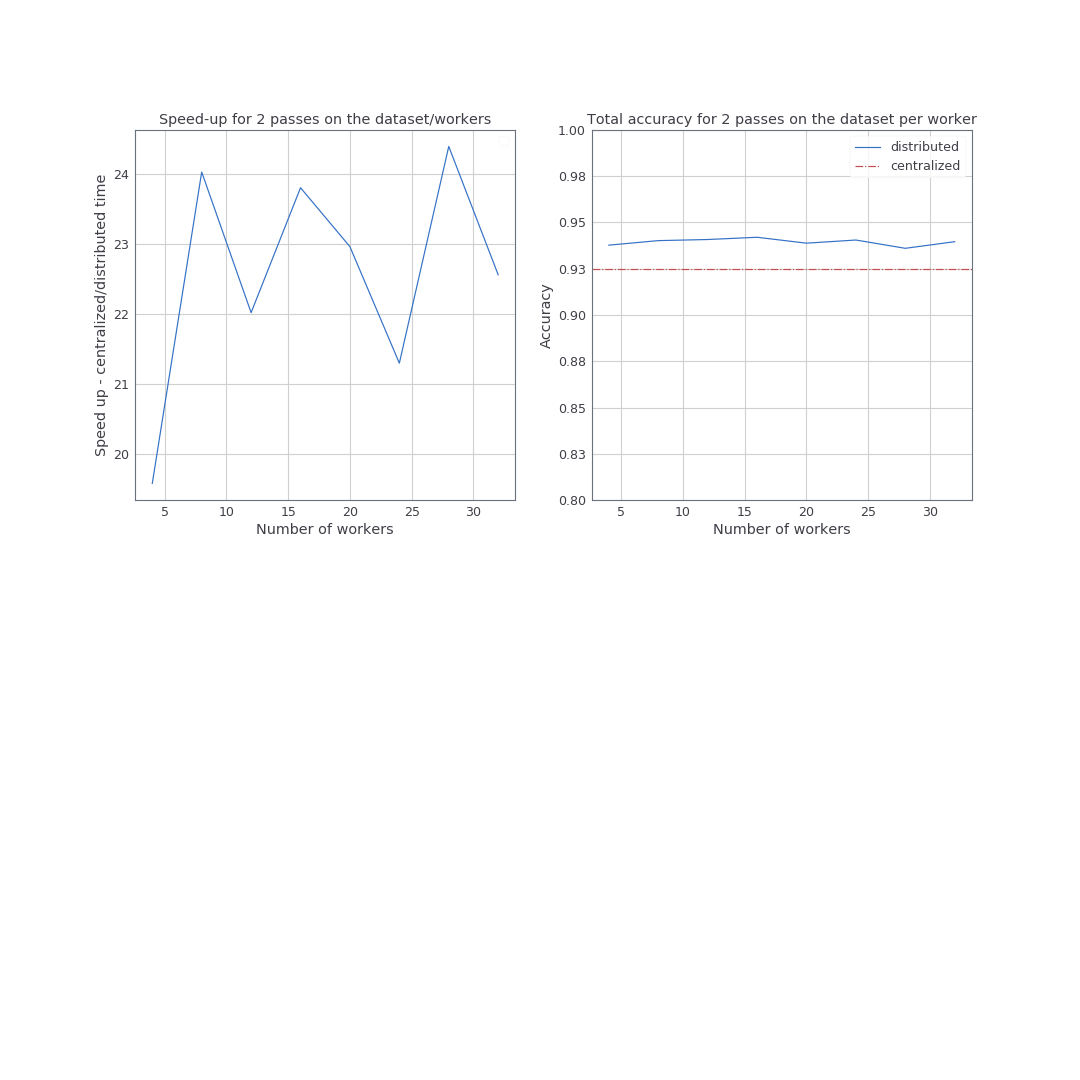 Speed-up for 2 passes on the dataset/workers
Speed up - centralized/distributed time
24
23
22
21
20
5 10 15 20 25 30
Number of workers
Total accuracy for 2 passes on the dataset per worker
Accuracy
1.00
0.98
0.95
0.93
0.90
0.88
0.85
0.83
0.80
distributed
centralized
5 10 15 20 25 30
Number of workers